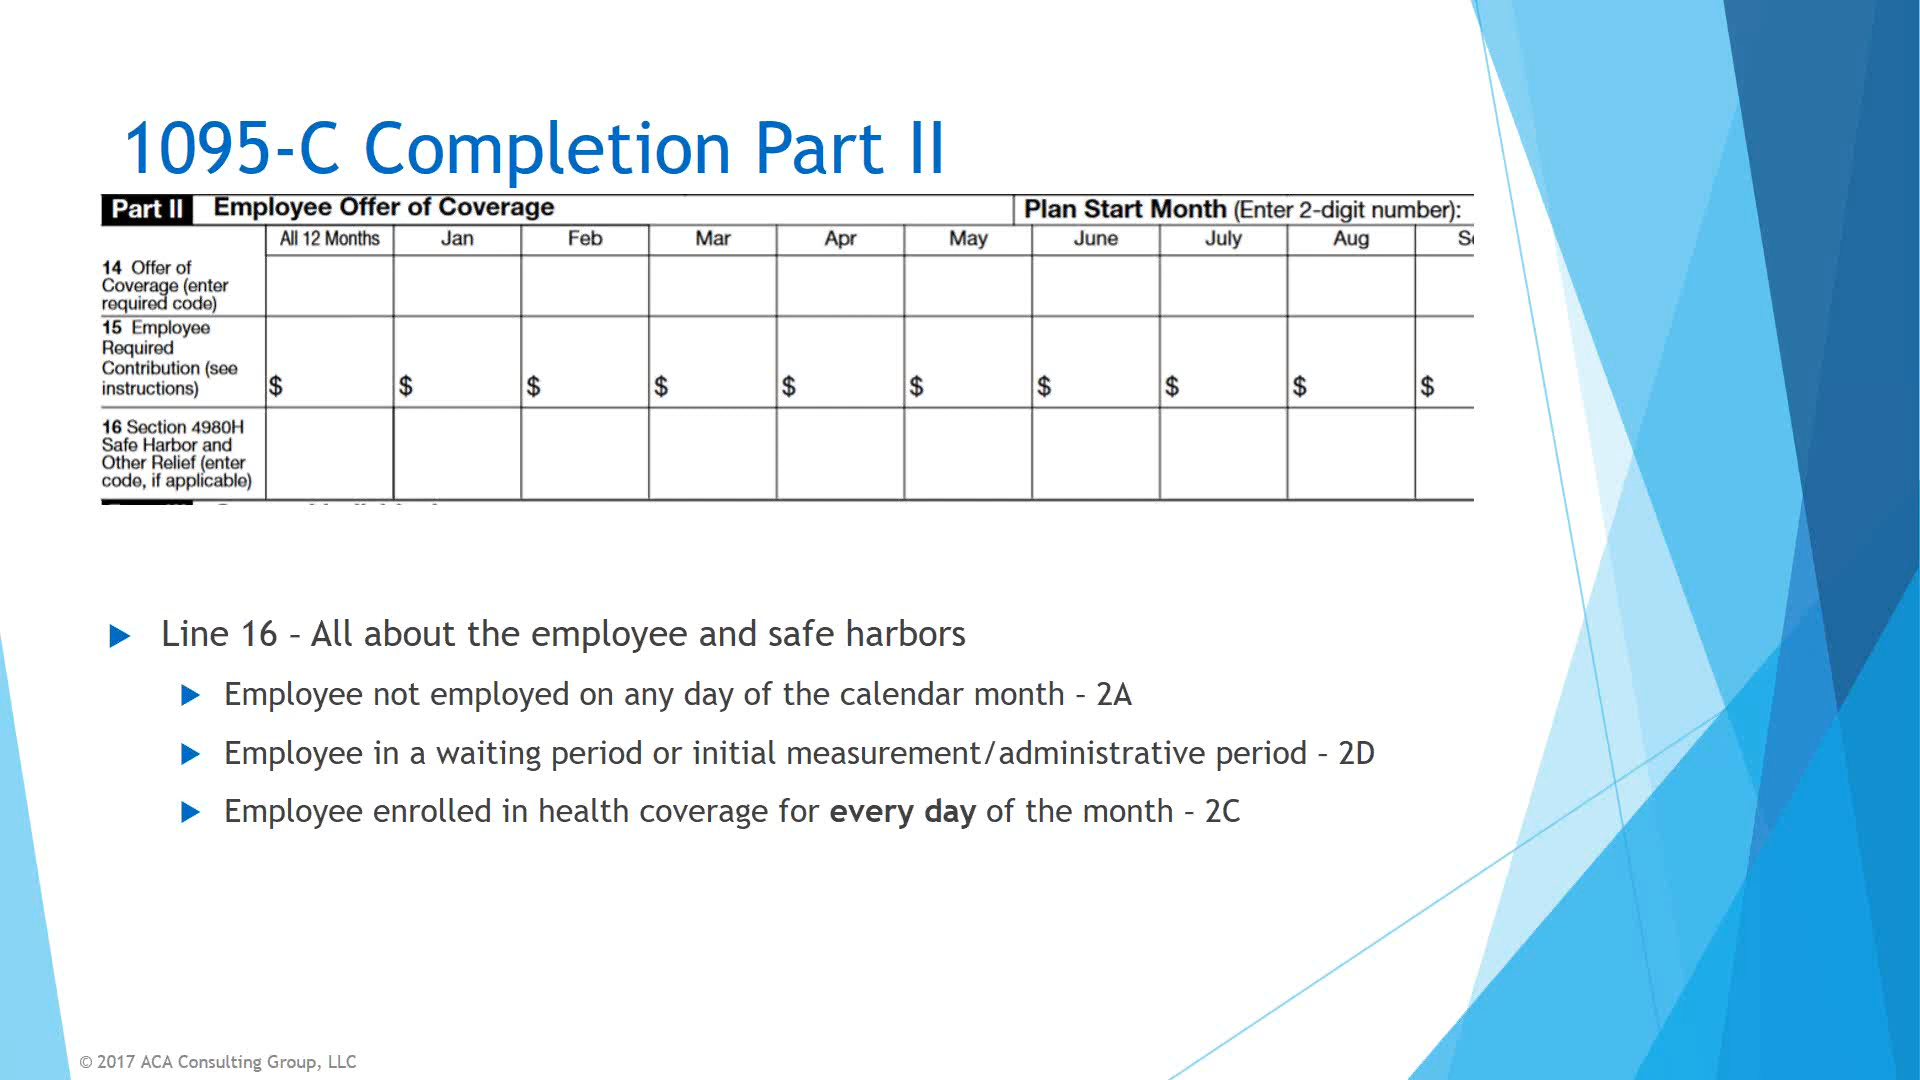 1095-C Completion Part II
Part II Employee Offer of Coverage Plan Start Month (Enter 2-digit number):
All 12 Months Jan Feb Mar Apr May June July Aug
14 Offer of
Coverage (enter
required code)
15 Employee
Required
Contribution (see
instructions)
$ $ $ $ $ $ $ $ $ $
16 Section 4980H
Safe Harbor and
Other Relief (enter
code, if applicable)
Line 16 – All about the employee and safe harbors
Employee not employed on any day of the calendar month – 2A
Employee in a waiting period or initial measurement/administrative period – 2D
Employee enrolled in health coverage for every day of the month – 2C
© 2017 ACA Consulting Group, LLC